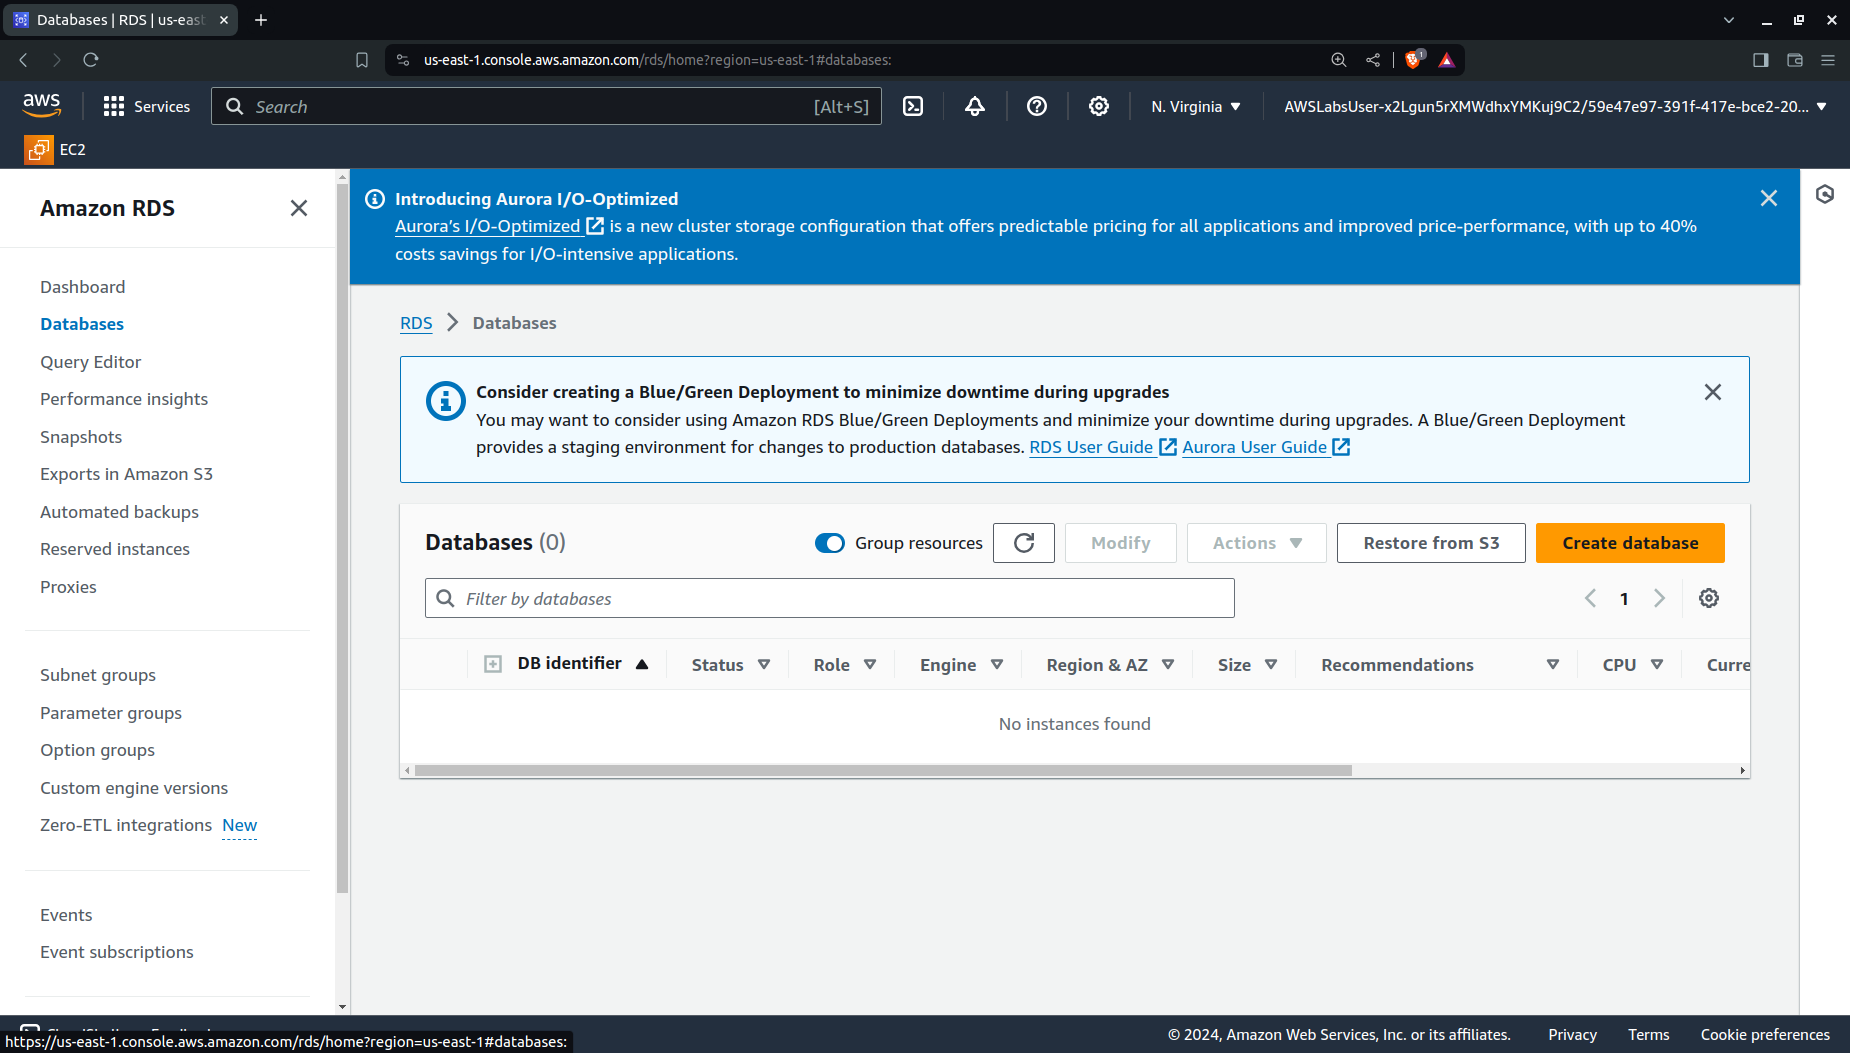 Databases | RDS | us-east
us-east-1.console.aws.amazon.com/rds/home?region=us-east-1#databases:
1
aws
Services
Search
[Alt+S]
N. Virginia
AWSLabsUser-x2Lgun5rXMWdhxYMKuj9C2/59e47e97-391f-417e-bce2-20...
EC2
Amazon RDS
Dashboard
Databases
Query Editor
Performance insights
Snapshots
Exports in Amazon S3
Automated backups
Reserved instances
Proxies
Subnet groups
Parameter groups
Option groups
Custom engine versions
Zero-ETL integrations New
Events
Event subscriptions
Introducing Aurora I/O-Optimized
Aurora's I/O-Optimized is a new cluster storage configuration that offers predictable pricing for all applications and improved price-performance, with up to 40%
costs savings for I/O-intensive applications.
RDS Databases
Consider creating a Blue/Green Deployment to minimize downtime during upgrades
You may want to consider using Amazon RDS Blue/Green Deployments and minimize your downtime during upgrades. A Blue/Green Deployment
provides a staging environment for changes to production databases. RDS User Guide Aurora User Guide
Databases (0)
Group resources
Modify
Actions
Restore from S3
Create database
Filter by databases
1
DB identifier Status Role Engine Region & AZ Size Recommendations CPU Curre
No instances found
https://us-east-1.console.aws.amazon.com/rds/home?region=us-east-1#databases:
© 2024, Amazon Web Services, Inc. or its affiliates. Privacy Terms Cookie preferences